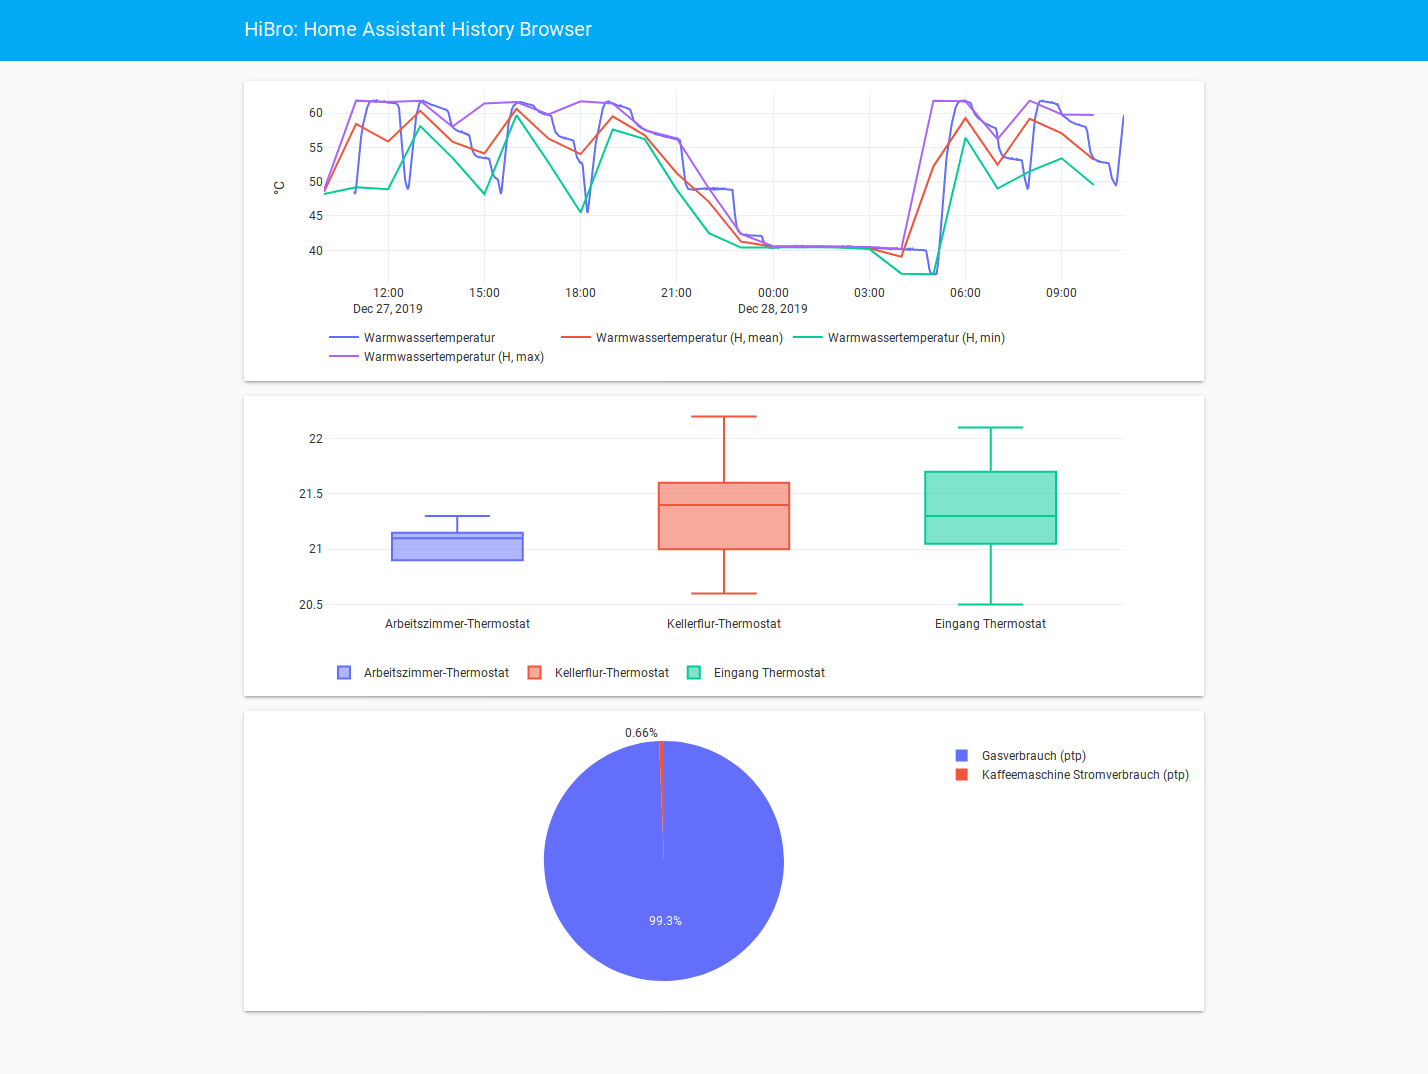 HiBro: Home Assistant History Browser
60
55
50
45
40
°C
12:00 15:00 18:00 21:00 00:00 03:00 06:00 09:00
Dec 27, 2019 Dec 28, 2019
Warmwassertemperatur Warmwassertemperatur (H, mean) Warmwassertemperatur (H, min)
Warmwassertemperatur (H, max)
22
21.5
21
20.5
Arbeitszimmer-Thermostat Kellerflur-Thermostat Eingang Thermostat
Arbeitszimmer-Thermostat Kellerflur-Thermostat Eingang Thermostat
0.66%
99.3%
Gasverbrauch (ptp)
Kaffeemaschine Stromverbrauch (ptp)